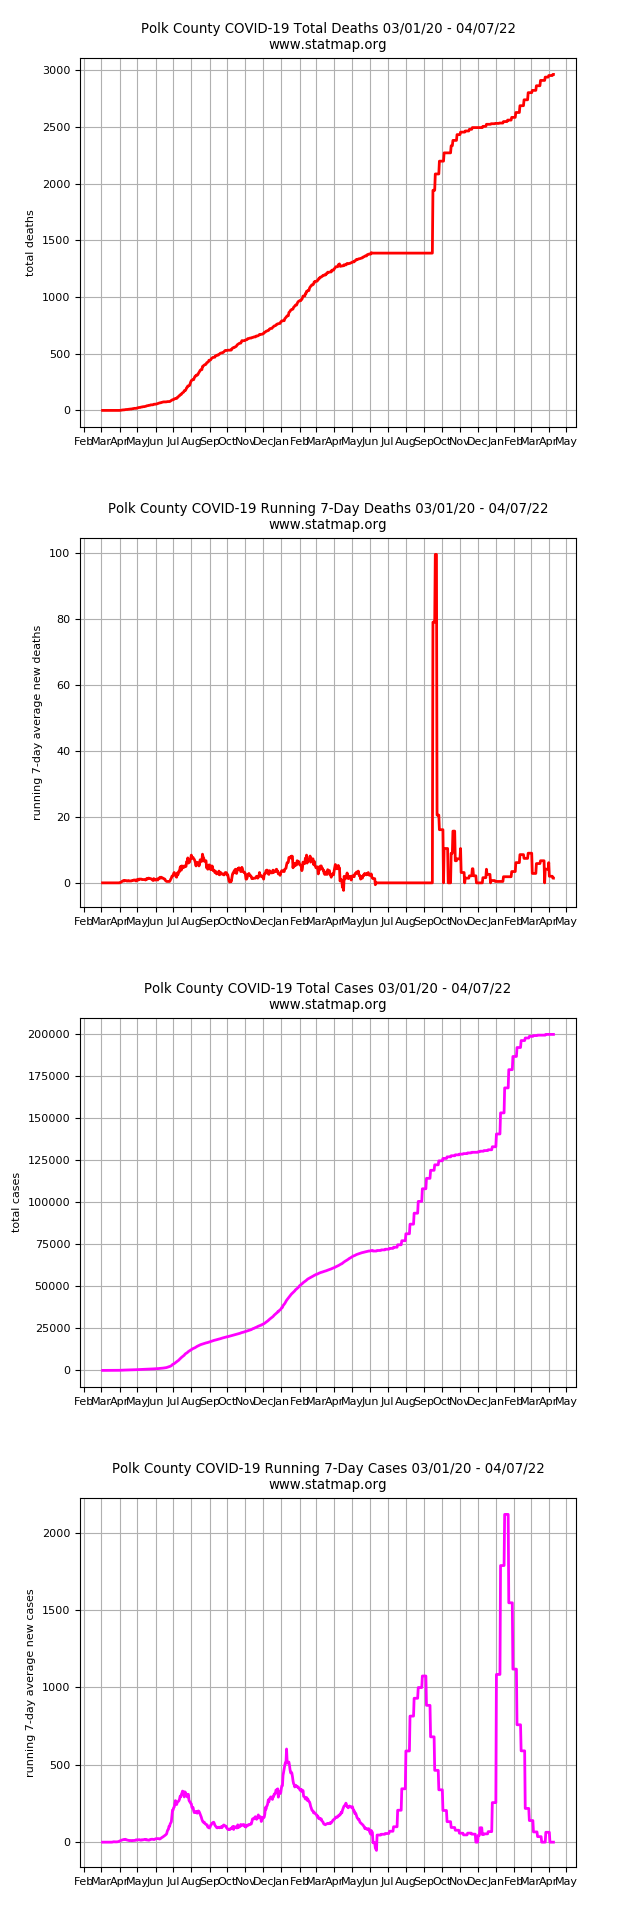 Polk County COVID-19 Total Deaths 03/01/20 - 04/07/22
www.statmap.org
total deaths
3000
2500
2000
1500
1000
500
0
Feb Mar Apr May Jun Jul Aug Sep Oct Nov Dec Jan Feb Mar Apr May Jun Jul Aug Sep Oct Nov Dec Jan Feb Mar Apr May
Polk County COVID-19 Running 7-Day Deaths 03/01/20 - 04/07/22
www.statmap.org
running 7-day average new deaths
100
80
60
40
20
0
Feb Mar Apr May Jun Jul Aug Sep Oct Nov Dec Jan Feb Mar Apr May Jun Jul Aug Sep Oct Nov Dec Jan Feb Mar Apr May
Polk County COVID-19 Total Cases 03/01/20 - 04/07/22
www.statmap.org
total cases
200000
175000
150000
125000
100000
75000
50000
25000
0
Feb Mar Apr May Jun Jul Aug Sep Oct Nov Dec Jan Feb Mar Apr May Jun Jul Aug Sep Oct Nov Dec Jan Feb Mar Apr May
Polk County COVID-19 Running 7-Day Cases 03/01/20 - 04/07/22
www.statmap.org
running 7-day average new cases
2000
1500
1000
500
0
Feb Mar Apr May Jun Jul Aug Sep Oct Nov Dec Jan Feb Mar Apr May Jun Jul Aug Sep Oct Nov Dec Jan Feb Mar Apr May